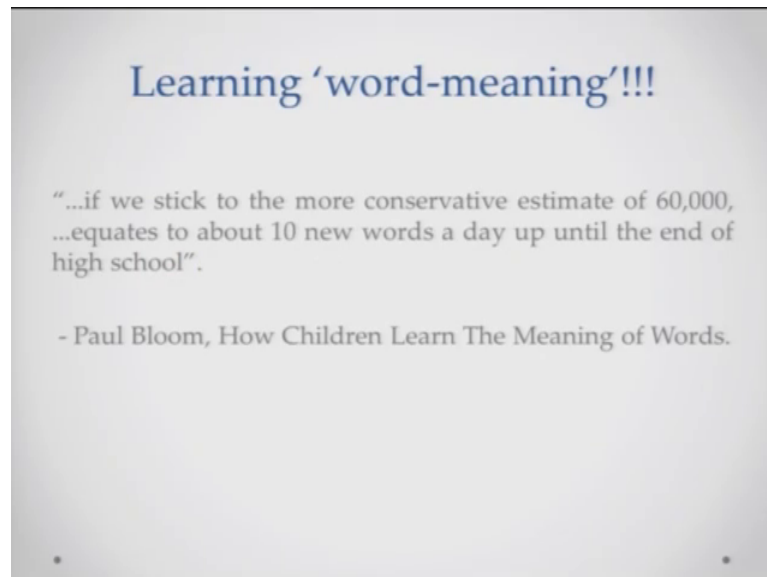 Learning ‘word-meaning’!!!
“...if we stick to the more conservative estimate of 60,000,
...equates to about 10 new words a day up until the end of
high school”.
- Paul Bloom, How Children Learn The Meaning of Words.